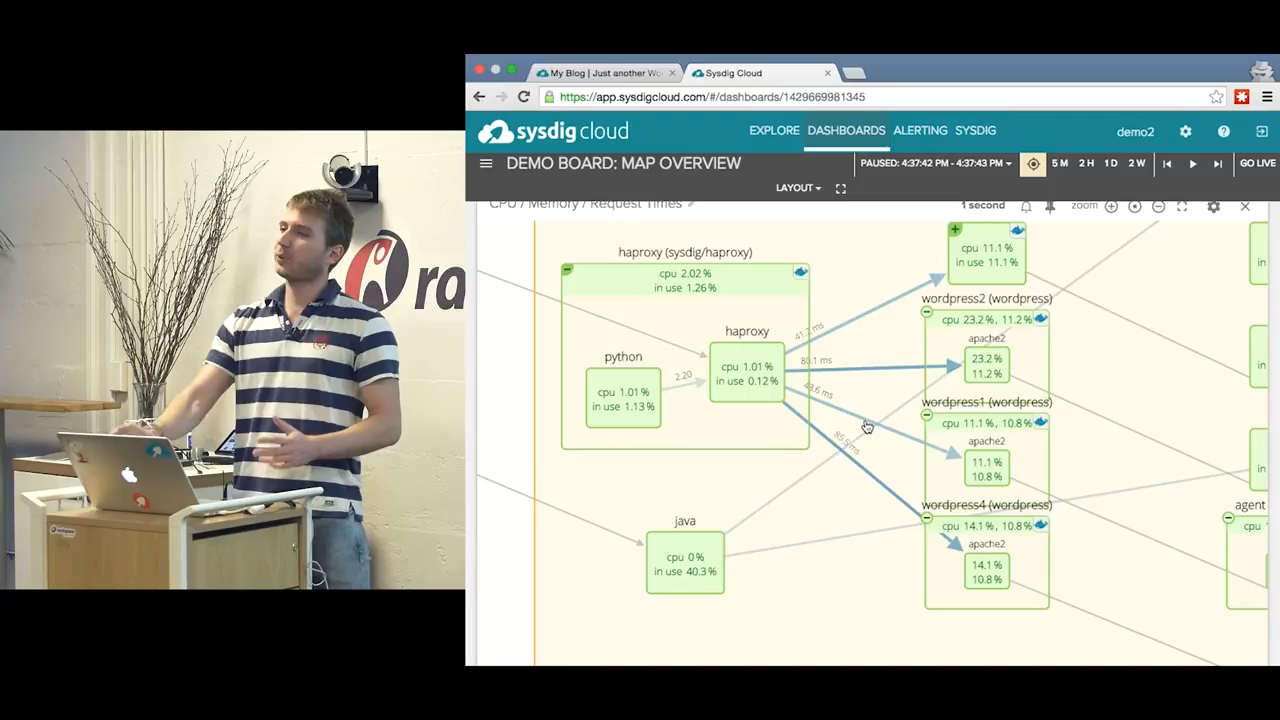 ra
My Blog | Just another Wo
Sysdig Cloud
https://app.sysdigcloud.com/#/dashboards/1429669981345
sysdig cloud
EXPLORE DASHBOARDS ALERTING SYSDIG
demo2
DEMO BOARD: MAP OVERVIEW
PAUSED: 4:37:42 PM - 4:37:43 PM
5 M 2 H 1 D 2 W
GO LIVE
LAYOUT
CPU / Memory / Request Times
1 second
zoom
haproxy (sysdig/haproxy)
cpu 2.02 %
in use 1.26 %
haproxy
cpu 1.01 %
in use 0.12 %
python
cpu 1.01 %
in use 1.13 %
2.20
80.1 ms
85.5 ms
java
cpu 0 %
in use 40.3 %
cpu 11.1 %
in use 11.1 %
wordpress2 (wordpress)
cpu 23.2 %, 11.2 %
apache2
23.2 %
11.2 %
wordpress1 (wordpress)
cpu 11.1 %, 10.8 %
apache2
11.1 %
10.8 %
wordpress4 (wordpress)
cpu 14.1 %, 10.8 %
apache2
14.1 %
10.8 %
in
in
in
agent
cpu